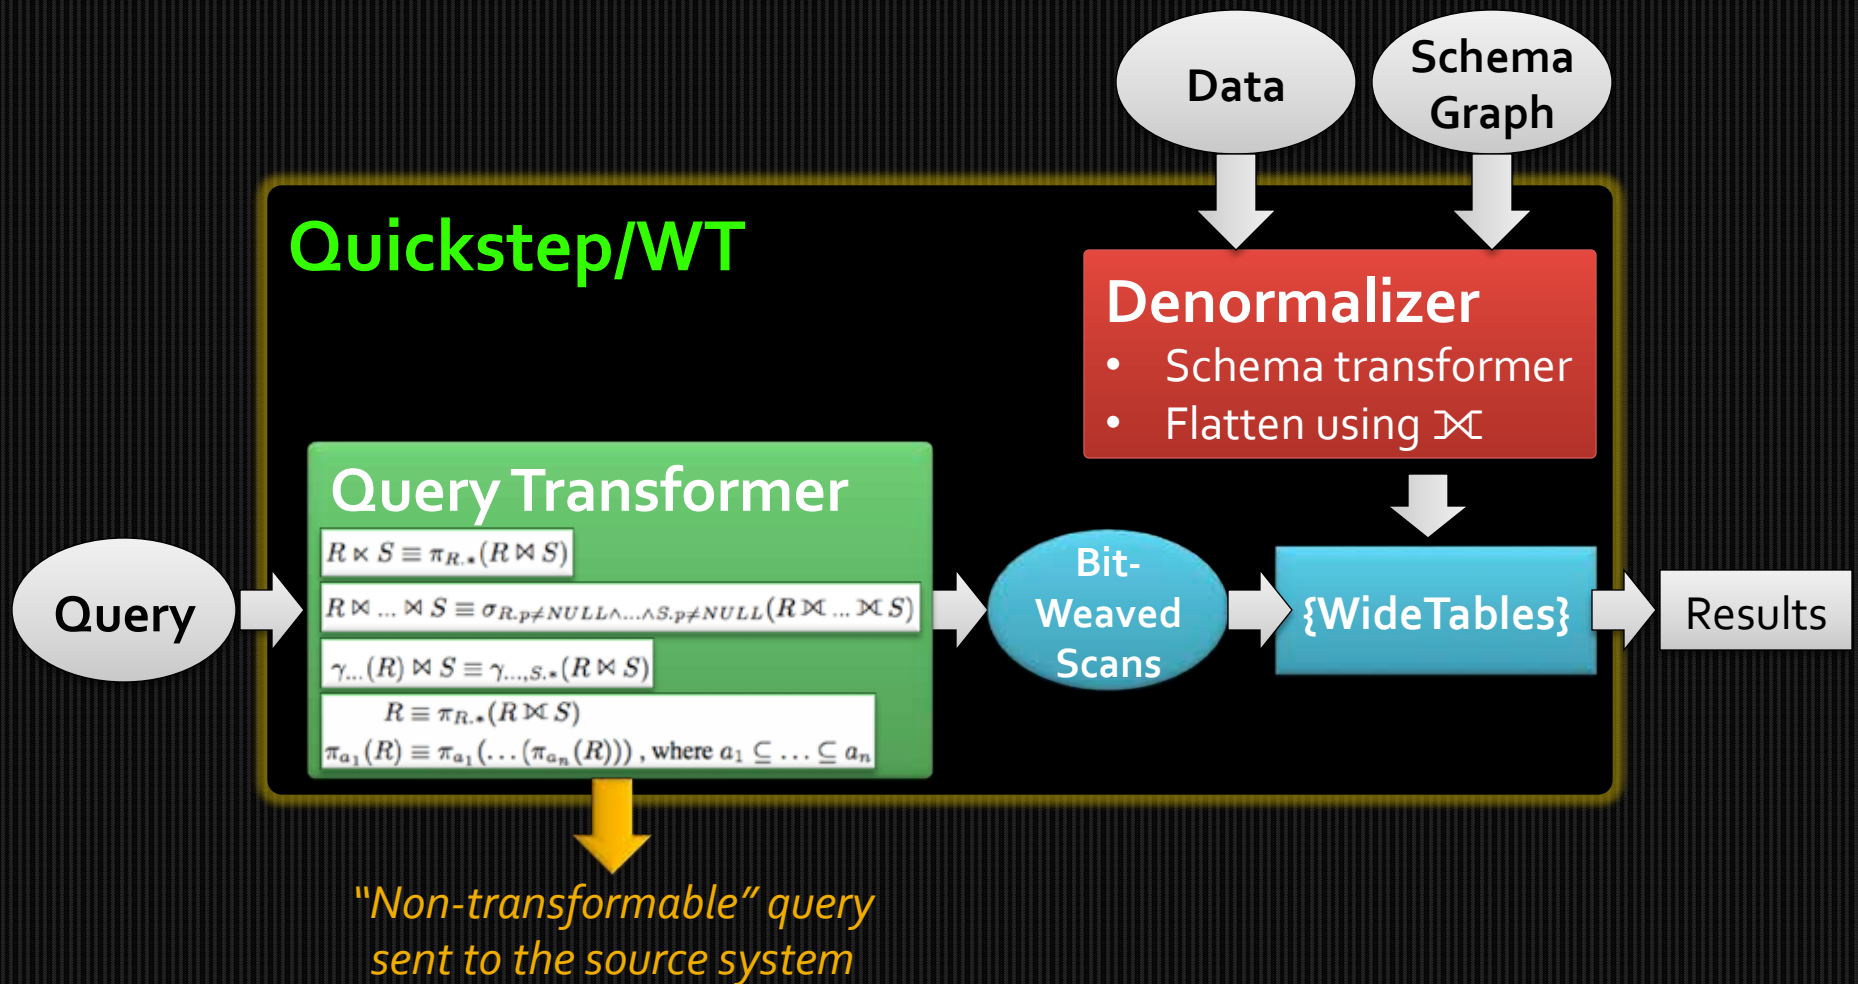 Data
Schema
Graph
Quickstep/WT
Denormalizer
• Schema transformer
• Flatten using ⟗
Query Transformer
R ⋉ S ≡ π_{R.*}(R ⋈ S)
R ⋈ ... ⋈ S ≡ σ_{R.p≠NULL∧...∧S.p≠NULL}(R ⟗ ... ⟗ S)
γ_{...}(R) ⋈ S ≡ γ_{...,S.*}(R ⋈ S)
R ≡ π_{R.*}(R ⟗ S)
π_{a_1}(R) ≡ π_{a_1}(...(π_{a_n}(R))) , where a_1 ⊆ ... ⊆ a_n
Query
Bit-
Weaved
Scans
{WideTables}
Results
“Non-transformable” query
sent to the source system